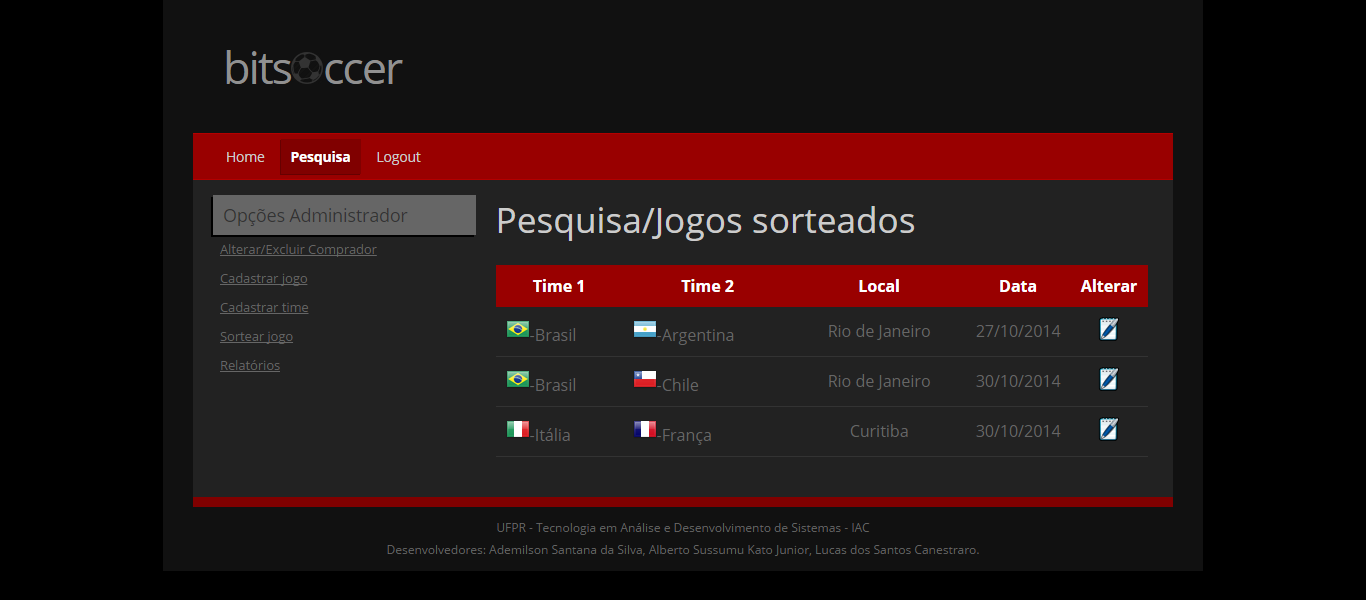 bitsoccer
Home Pesquisa Logout
Opções Administrador
Alterar/Excluir Comprador
Cadastrar jogo
Cadastrar time
Sortear jogo
Relatórios
Pesquisa/Jogos sorteados
Time 1 Time 2 Local Data Alterar
-Brasil -Argentina Rio de Janeiro 27/10/2014
-Brasil -Chile Rio de Janeiro 30/10/2014
-Itália -França Curitiba 30/10/2014
UFPR - Tecnologia em Análise e Desenvolvimento de Sistemas - IAC
Desenvolvedores: Ademilson Santana da Silva, Alberto Sussumu Kato Junior, Lucas dos Santos Canestraro.